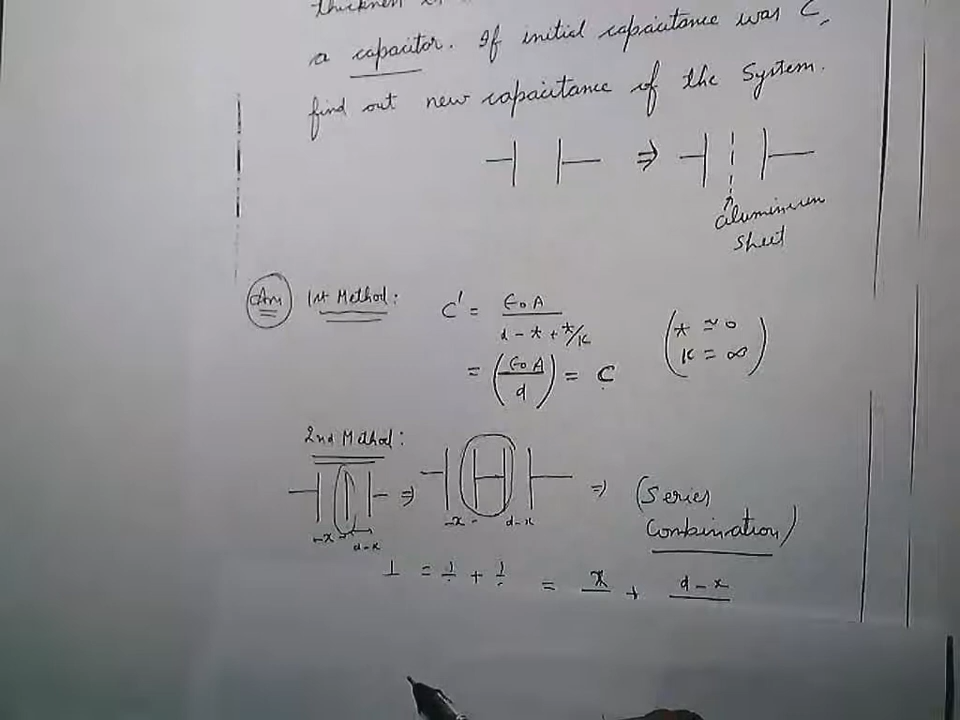 thickness
a capacitor. If initial capacitance was C,
find out new capacitance of the System.
⇒
aluminium
sheet
Ans 1st Method: C' = ε₀A / (d - t + t/K) (t ≈ 0
K = ∞)
= (ε₀A / d) = C
2nd Method:
⇒ ⇒ (Series
-x- d-x -x- d-x Combination)
1 = 1 + 1 = x + d-x